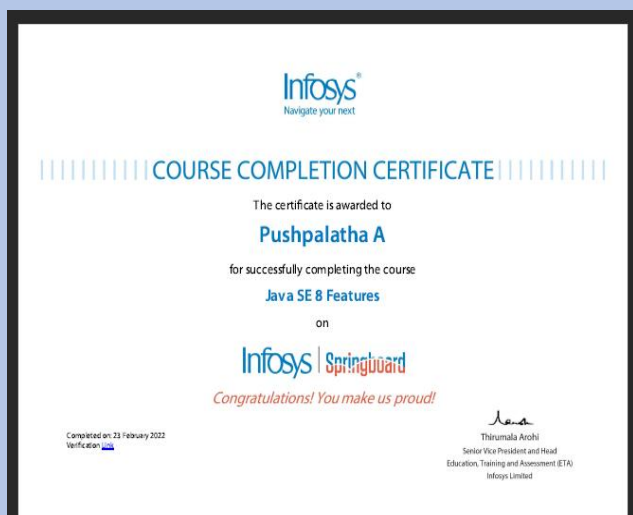 Infosys®
Navigate your next
COURSE COMPLETION CERTIFICATE
The certificate is awarded to
Pushpalatha A
for successfully completing the course
Java SE 8 Features
on
Infosys | Springboard
Congratulations! You make us proud!
Completed on: 23 February 2022
Verification Link
Thirumala Arohi
Senior Vice President and Head
Education, Training and Assessment (ETA)
Infosys Limited